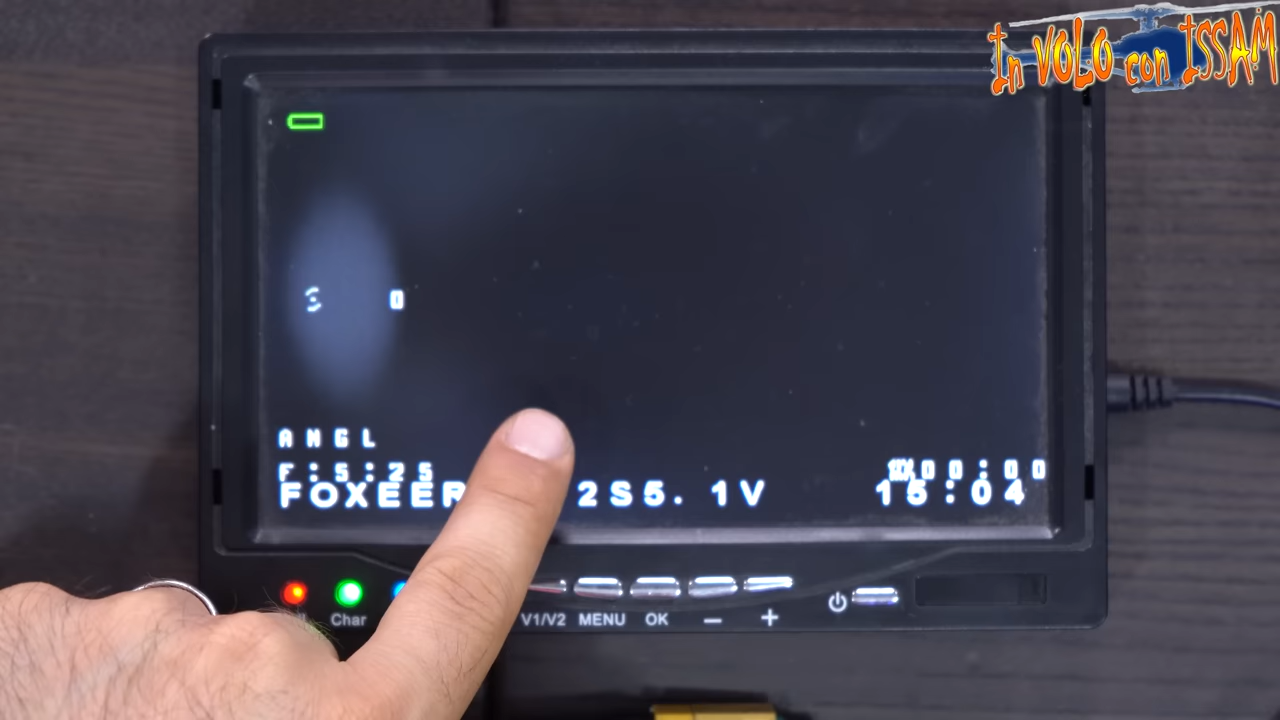 In VOLO con ISSAM
0
ANGL
F:5:25 00:00
FOXEER 2S5.1V 15:04
Char V1/V2 MENU OK − +